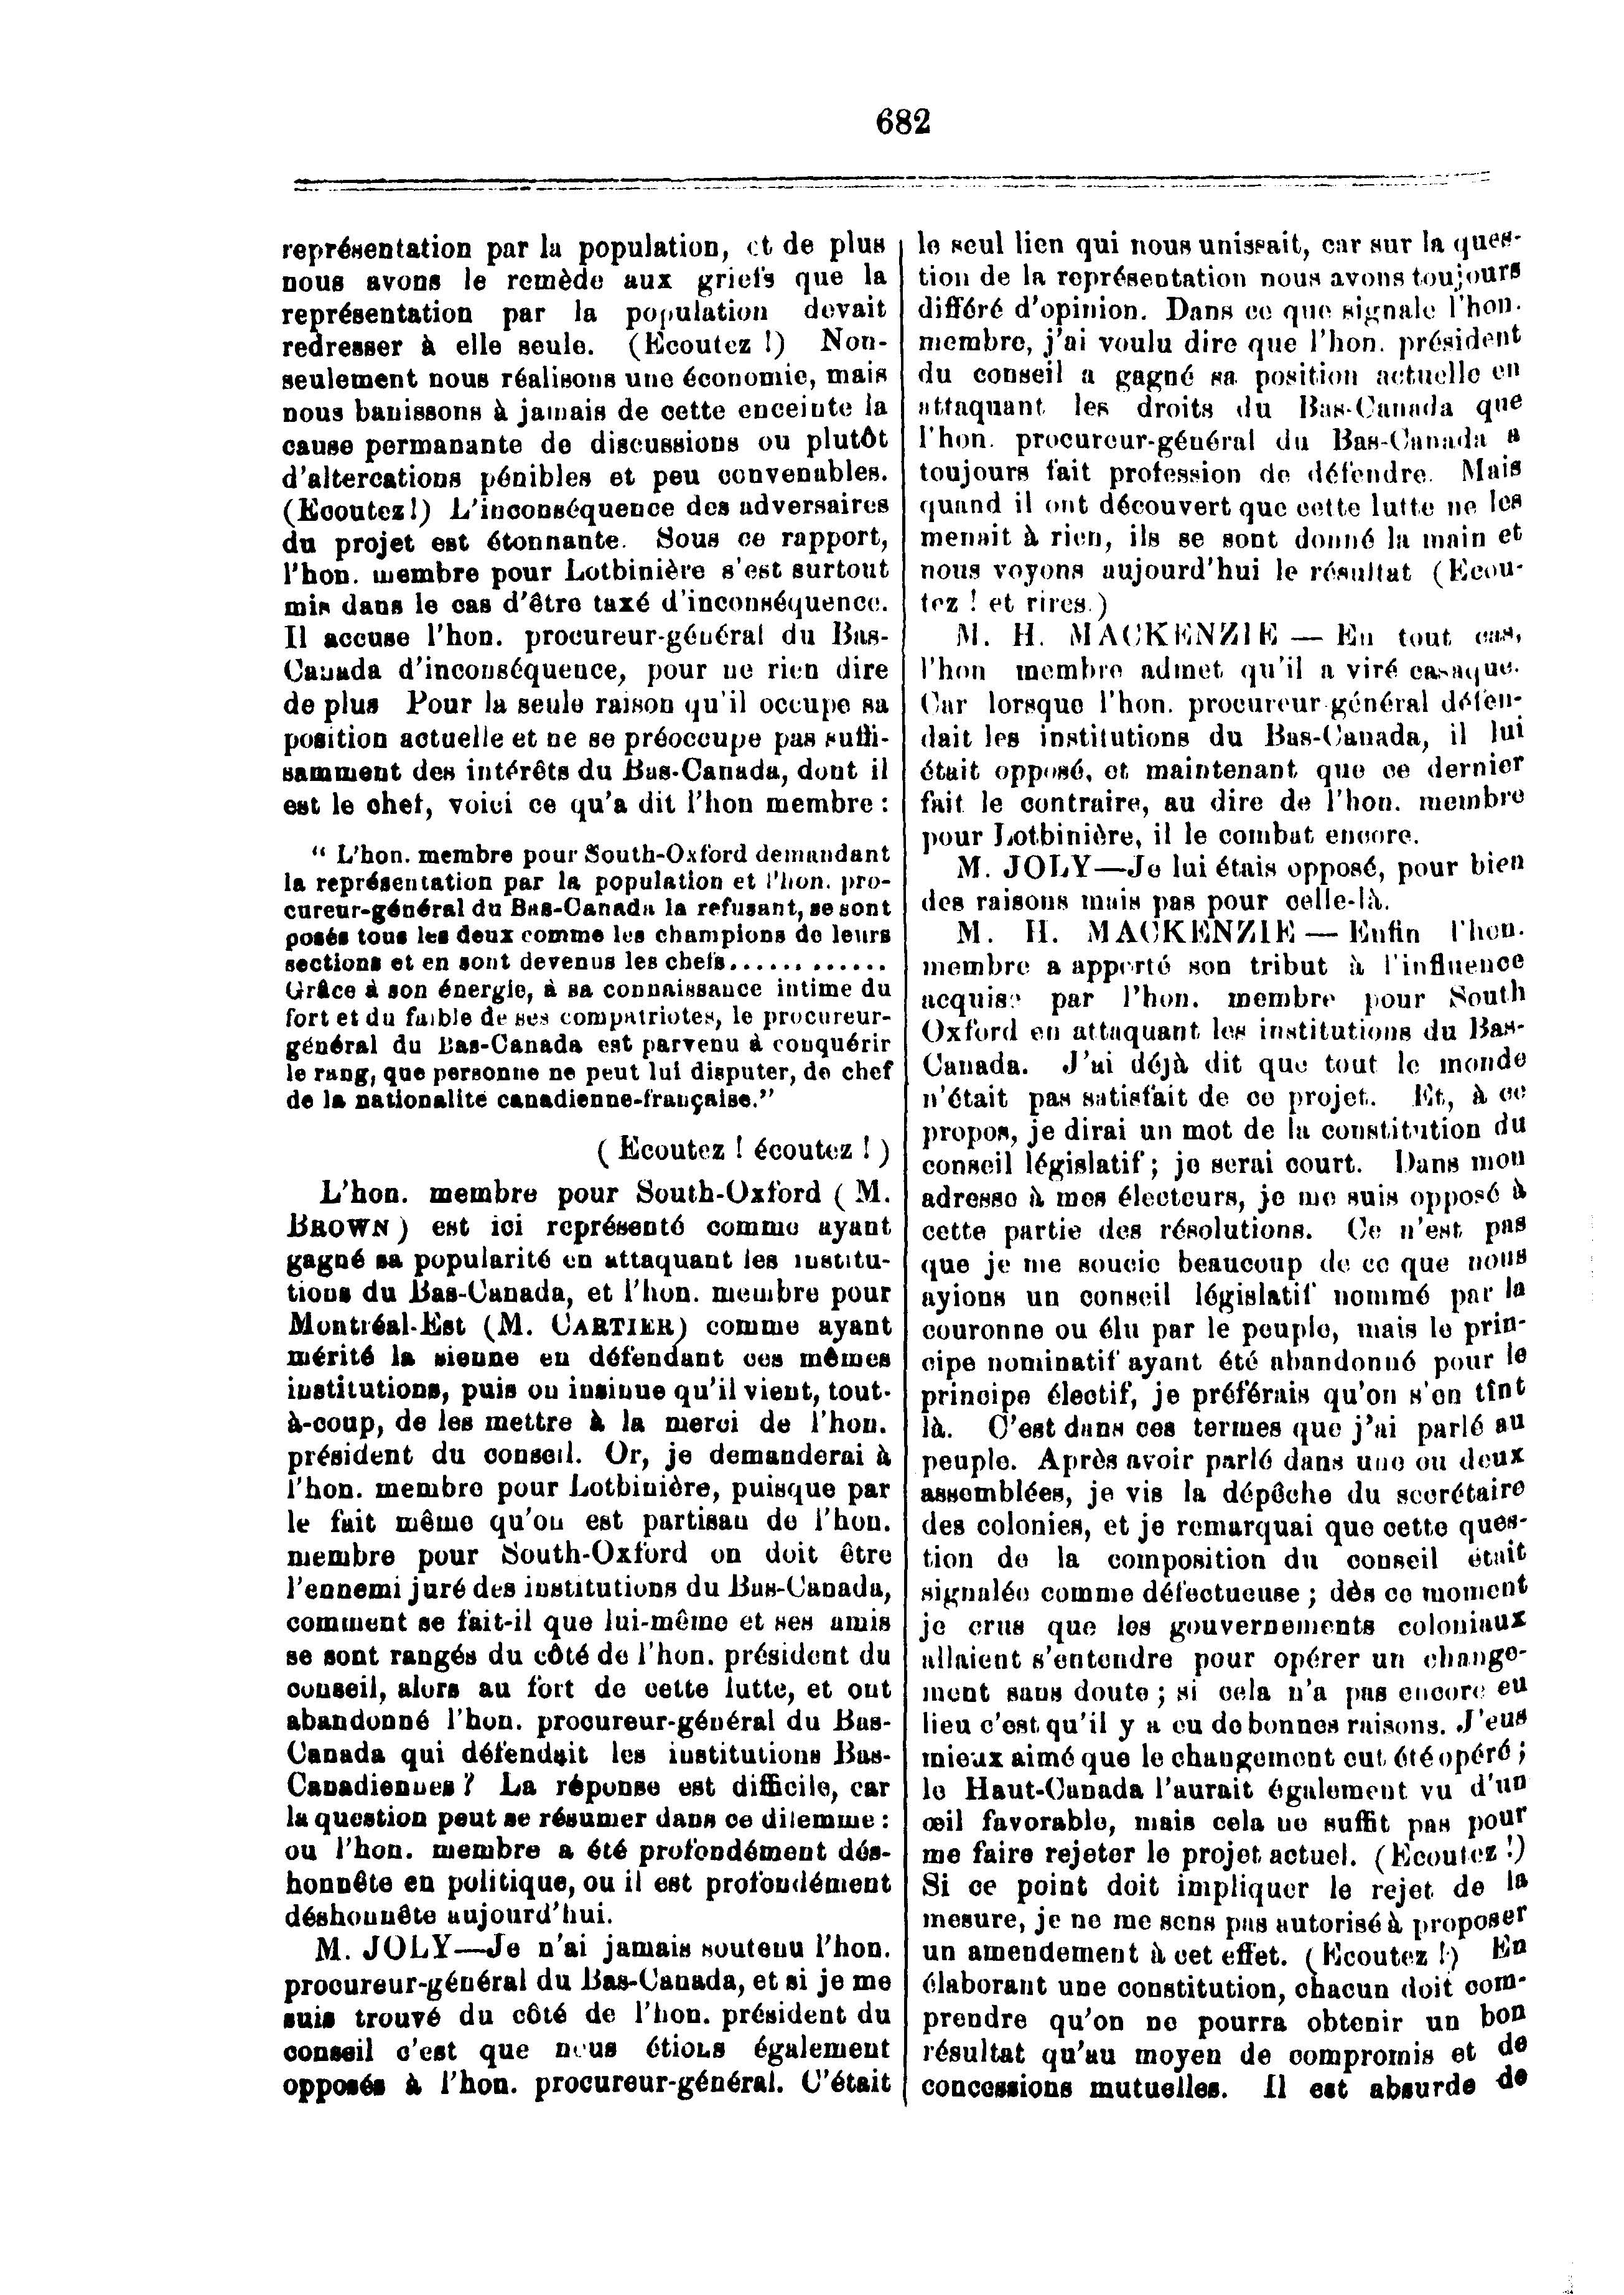 682
représentation par la population, et de plus
nous avons le remède aux griefs que la
représentation par la population devait
redresser à elle seule. (Ecoutez !) Non-
seulement nous réalisons une économie, mais
nous banissons à jamais de cette enceinte la
cause permanante de discussions ou plutôt
d'altercations pénibles et peu convenables.
(Ecoutez!) L'inconséquence des adversaires
du projet est étonnante. Sous ce rapport,
l'hon. membre pour Lotbinière s'est surtout
mis dans le cas d'être taxé d'inconséquence.
Il accuse l'hon. procureur-général du Bas-
Canada d'inconséquence, pour ne rien dire
de plus Pour la seule raison qu'il occupe sa
position actuelle et ne se préoccupe pas suffi-
samment des intérêts du Bas-Canada, dont il
est le chef, voici ce qu'a dit l'hon membre :
" L'hon. membre pour South-Oxford demandant
la représentation par la population et l'hon. pro-
cureur-général du Bas-Canada la refusant, se sont
posés tous les deux comme les champions de leurs
sections et en sont devenus les chefs............
Grâce à son énergie, à sa connaissance intime du
fort et du faible de ses compatriotes, le procureur-
général du Bas-Canada est parvenu à conquérir
le rang, que personne ne peut lui disputer, de chef
de la nationalité canadienne-française."
( Ecoutez ! écoutez ! )
L'hon. membre pour South-Oxford ( M.
BROWN ) est ici représenté comme ayant
gagné sa popularité en attaquant les institu-
tions du Bas-Canada, et l'hon. membre pour
Montréal-Est (M. CARTIER) comme ayant
mérité la sienne en défendant ces mêmes
institutions, puis on insinue qu'il vient, tout-
à-coup, de les mettre à la merci de l'hon.
président du conseil. Or, je demanderai à
l'hon. membre pour Lotbinière, puisque par
le fait même qu'on est partisan de l'hon.
membre pour South-Oxford on doit être
l'ennemi juré des institutions du Bas-Canada,
comment se fait-il que lui-même et ses amis
se sont rangés du côté de l'hon. président du
conseil, alors au fort de cette lutte, et ont
abandonné l'hon. procureur-général du Bas-
Canada qui défendait les institutions Bas-
Canadiennes ? La réponse est difficile, car
la question peut se résumer dans ce dilemme :
ou l'hon. membre a été profondément dés-
honnête en politique, ou il est profondément
déshonnête aujourd'hui.
M. JOLY—Je n'ai jamais soutenu l'hon.
procureur-général du Bas-Canada, et si je me
suis trouvé du côté de l'hon. président du
conseil c'est que nous étions également
opposés à l'hon. procureur-général. C'était
le seul lien qui nous unissait, car sur la ques-
tion de la représentation nous avons toujours
différé d'opinion. Dans ce que signale l'hon.
membre, j'ai voulu dire que l'hon. président
du conseil a gagné sa position actuelle en
attaquant les droits du Bas-Canada que
l'hon. procureur-général du Bas-Canada a
toujours fait profession de défendre. Mais
quand il ont découvert que cette lutte ne les
menait à rien, ils se sont donné la main et
nous voyons aujourd'hui le résultat (Ecou-
tez ! et rires.)
M. H. MACKENZIE — En tout cas,
l'hon membre admet qu'il a viré casaque.
Car lorsque l'hon. procureur-général défen-
dait les institutions du Bas-Canada, il lui
était opposé, et maintenant que ce dernier
fait le contraire, au dire de l'hon. membre
pour Lotbinière, il le combat encore.
M. JOLY—Je lui étais opposé, pour bien
des raisons mais pas pour celle-là.
M. H. MACKENZIE — Enfin l'hon.
membre a apporté son tribut à l'influence
acquise par l'hon. membre pour South
Oxford en attaquant les institutions du Bas-
Canada. J'ai déjà dit que tout le monde
n'était pas satisfait de ce projet. Et, à ce
propos, je dirai un mot de la constitution du
conseil législatif ; je serai court. Dans mon
adresse à mes électeurs, je me suis opposé à
cette partie des résolutions. Ce n'est pas
que je me soucie beaucoup de ce que nous
ayions un conseil législatif nommé par la
couronne ou élu par le peuple, mais le prin-
cipe nominatif ayant été abandonné pour le
principe électif, je préférais qu'on s'en tînt
là. C'est dans ces termes que j'ai parlé au
peuple. Après avoir parlé dans une ou deux
assemblées, je vis la dépêche du secrétaire
des colonies, et je remarquai que cette ques-
tion de la composition du conseil était
signalée comme défectueuse ; dès ce moment
je crus que les gouvernements coloniaux
allaient s'entendre pour opérer un change-
ment sans doute ; si cela n'a pas encore eu
lieu c'est qu'il y a eu de bonnes raisons. J'eus
mieux aimé que le changement eut été opéré ;
le Haut-Canada l'aurait également vu d'un
œil favorable, mais cela ne suffit pas pour
me faire rejeter le projet actuel. (Ecoutez !)
Si ce point doit impliquer le rejet de la
mesure, je ne me sens pas autorisé à proposer
un amendement à cet effet. (Ecoutez !) En
élaborant une constitution, chacun doit com-
prendre qu'on ne pourra obtenir un bon
résultat qu'au moyen de compromis et de
concessions mutuelles. Il est absurde de